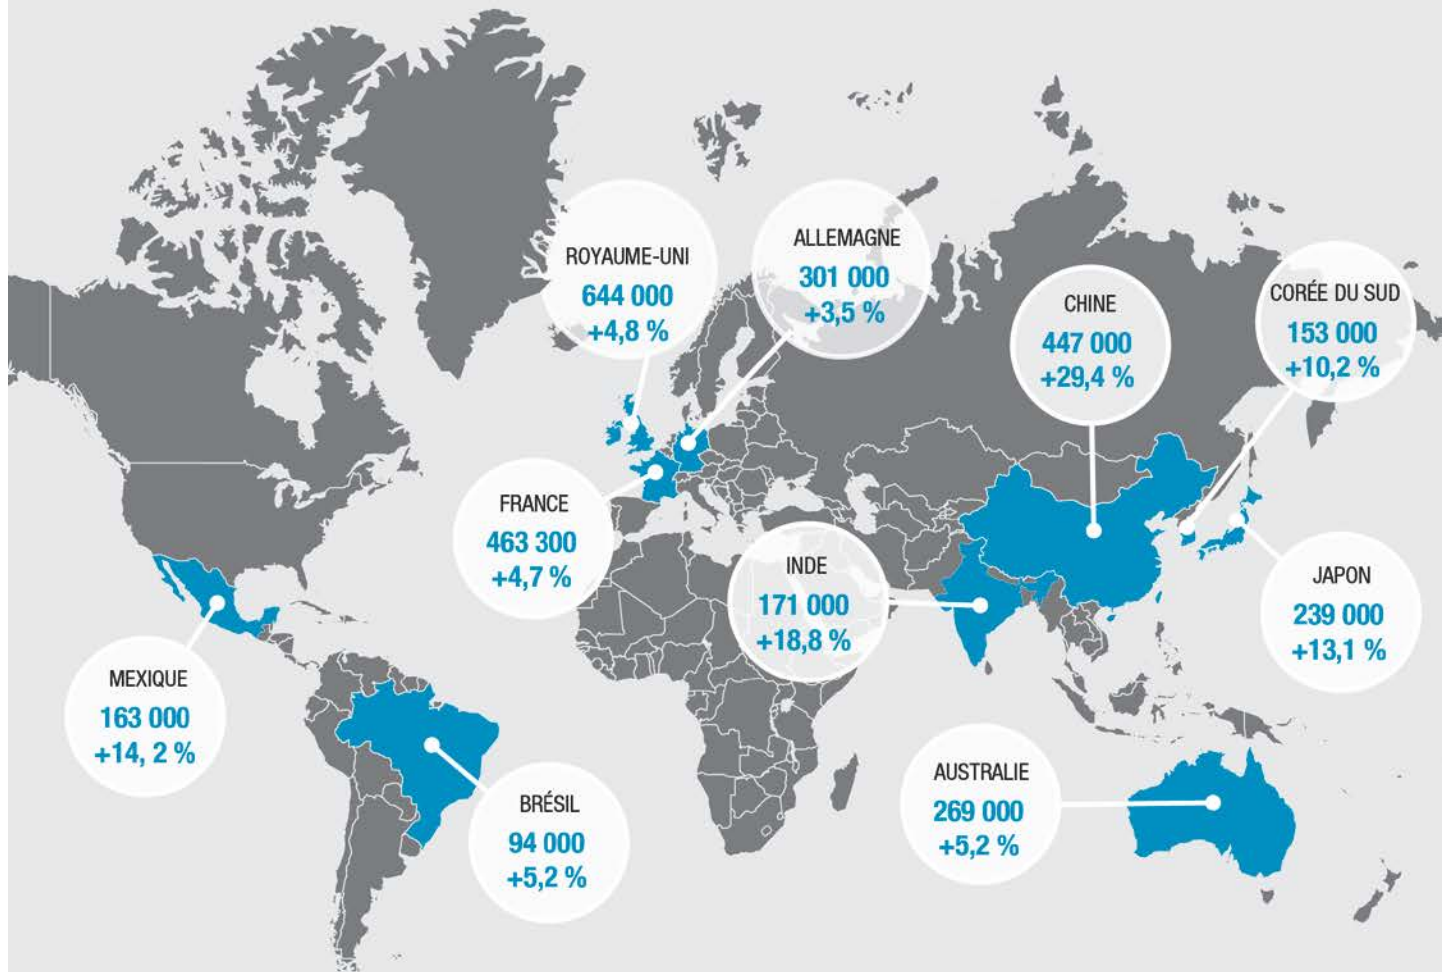 ROYAUME-UNI
644 000
+4,8 %
ALLEMAGNE
301 000
+3,5 %
CHINE
447 000
+29,4 %
CORÉE DU SUD
153 000
+10,2 %
FRANCE
463 300
+4,7 %
INDE
171 000
+18,8 %
JAPON
239 000
+13,1 %
MEXIQUE
163 000
+14, 2 %
BRÉSIL
94 000
+5,2 %
AUSTRALIE
269 000
+5,2 %